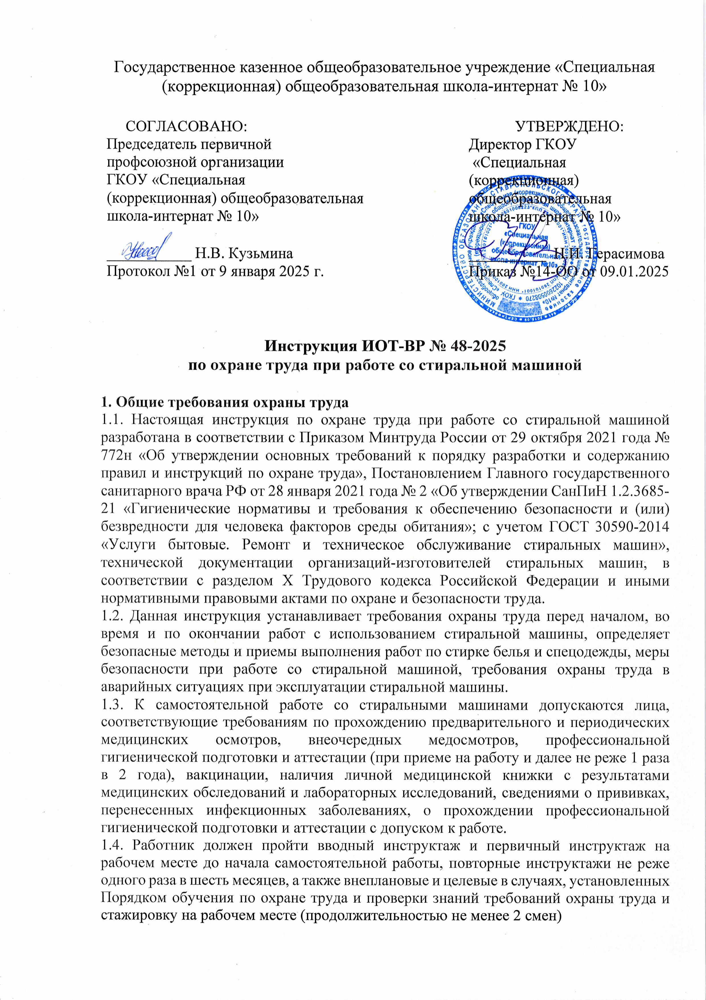 Государственное казенное общеобразовательное учреждение «Специальная
(коррекционная) общеобразовательная школа-интернат № 10»
СОГЛАСОВАНО:
Председатель первичной
профсоюзной организации
ГКОУ «Специальная
(коррекционная) общеобразовательная
школа-интернат № 10»
___________ Н.В. Кузьмина
Протокол №1 от 9 января 2025 г.
УТВЕРЖДЕНО:
Директор ГКОУ
«Специальная
(коррекционная)
общеобразовательная
школа-интернат № 10»
___________ Н.И. Герасимова
Приказ №14-ОО от 09.01.2025
ГКОУ
«Специальная
(коррекционная)
общеобразовательная
школа-интернат №10»
Инструкция ИОТ-ВР № 48-2025
по охране труда при работе со стиральной машиной
1. Общие требования охраны труда
1.1. Настоящая инструкция по охране труда при работе со стиральной машиной
разработана в соответствии с Приказом Минтруда России от 29 октября 2021 года №
772н «Об утверждении основных требований к порядку разработки и содержанию
правил и инструкций по охране труда», Постановлением Главного государственного
санитарного врача РФ от 28 января 2021 года № 2 «Об утверждении СанПиН 1.2.3685-
21 «Гигиенические нормативы и требования к обеспечению безопасности и (или)
безвредности для человека факторов среды обитания»; с учетом ГОСТ 30590-2014
«Услуги бытовые. Ремонт и техническое обслуживание стиральных машин»,
технической документации организаций-изготовителей стиральных машин; в
соответствии с разделом X Трудового кодекса Российской Федерации и иными
нормативными правовыми актами по охране и безопасности труда.
1.2. Данная инструкция устанавливает требования охраны труда перед началом, во
время и по окончании работ с использованием стиральной машины, определяет
безопасные методы и приемы выполнения работ по стирке белья и спецодежды, меры
безопасности при работе со стиральной машиной, требования охраны труда в
аварийных ситуациях при эксплуатации стиральной машины.
1.3. К самостоятельной работе со стиральными машинами допускаются лица,
соответствующие требованиям по прохождению предварительного и периодических
медицинских осмотров, внеочередных медосмотров, профессиональной
гигиенической подготовки и аттестации (при приеме на работу и далее не реже 1 раза
в 2 года), вакцинации, наличия личной медицинской книжки с результатами
медицинских обследований и лабораторных исследований, сведениями о прививках,
перенесенных инфекционных заболеваниях, о прохождении профессиональной
гигиенической подготовки и аттестации с допуском к работе.
1.4. Работник должен пройти вводный инструктаж и первичный инструктаж на
рабочем месте до начала самостоятельной работы, повторные инструктажи не реже
одного раза в шесть месяцев, а также внеплановые и целевые в случаях, установленных
Порядком обучения по охране труда и проверки знаний требований охраны труда и
стажировку на рабочем месте (продолжительностью не менее 2 смен)